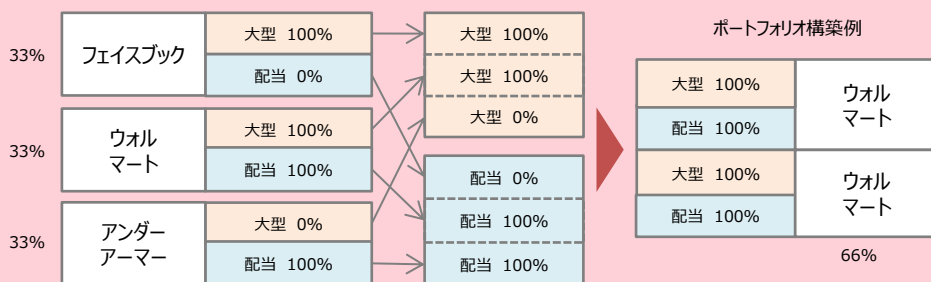 33%
フェイスブック
大型 100%
配当 0%
33%
ウォル
マート
大型 100%
配当 100%
33%
アンダー
アーマー
大型 0%
配当 100%
大型 100%
大型 100%
大型 0%
配当 0%
配当 100%
配当 100%
ポートフォリオ構築例
大型 100%
配当 100%
ウォル
マート
大型 100%
配当 100%
ウォル
マート
66%